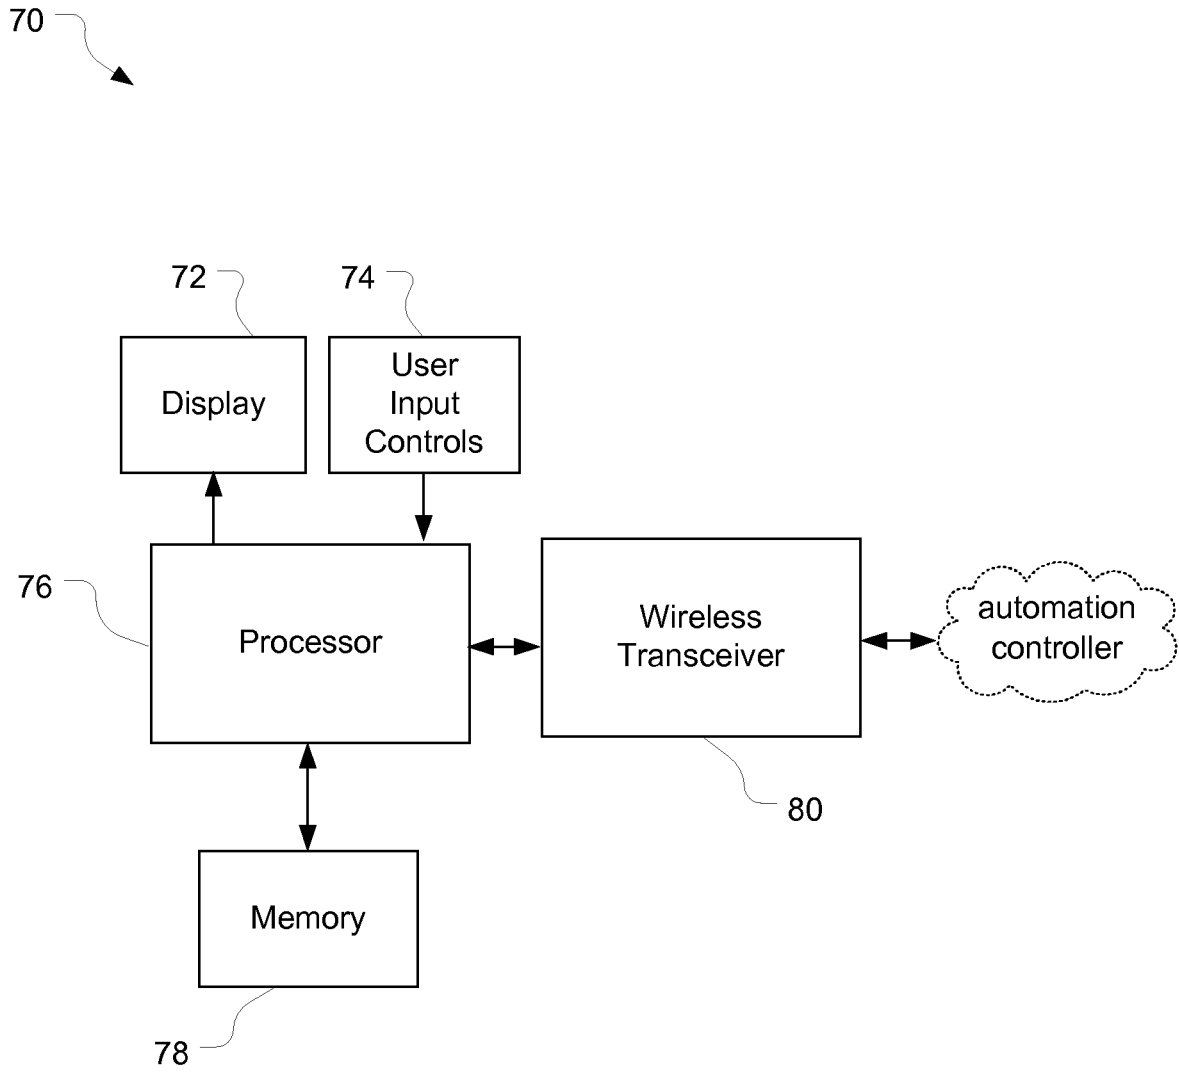 70
72
74
Display
User
Input
Controls
76
Processor
Wireless
Transceiver
automation
controller
80
Memory
78